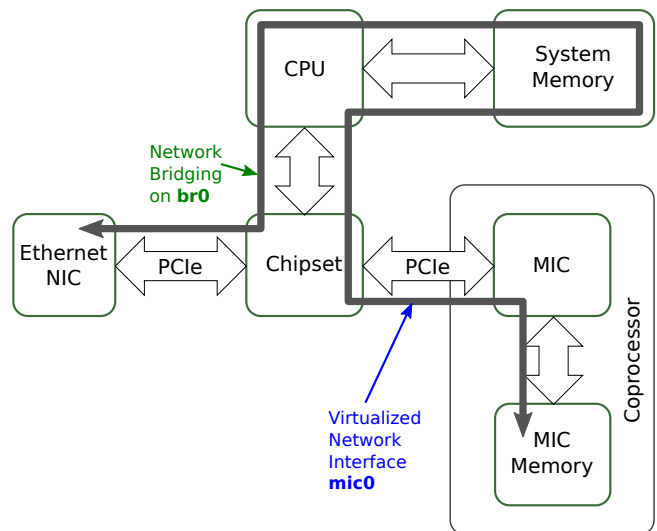 CPU
System
Memory
Network
Bridging
on br0
Ethernet
NIC
PCIe
Chipset
PCIe
MIC
Coprocessor
Virtualized
Network
Interface
mic0
MIC
Memory